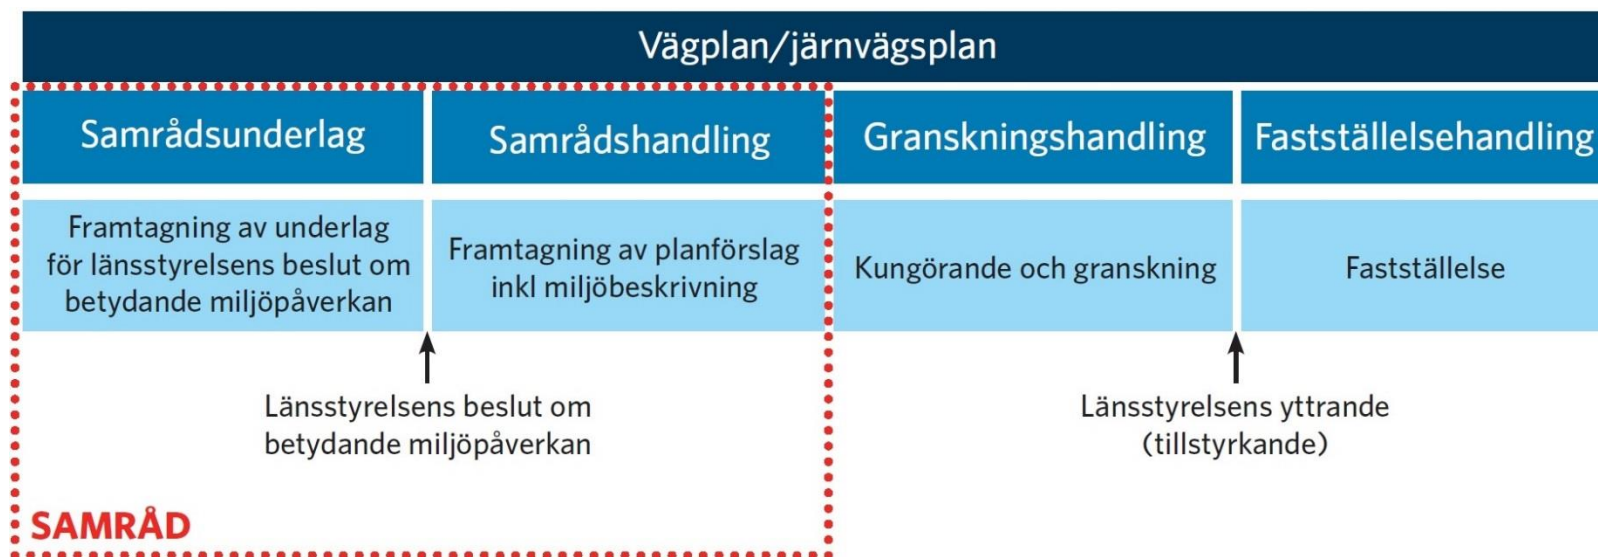 Vägplan/järnvägsplan
Samrådsunderlag
Samrådshandling
Granskningshandling
Fastställelsehandling
Framtagning av underlag
för länsstyrelsens beslut om
betydande miljöpåverkan
Framtagning av planförslag
inkl miljöbeskrivning
Kungörande och granskning
Fastställelse
Länsstyrelsens beslut om
betydande miljöpåverkan
Länsstyrelsens yttrande
(tillstyrkande)
SAMRÅD